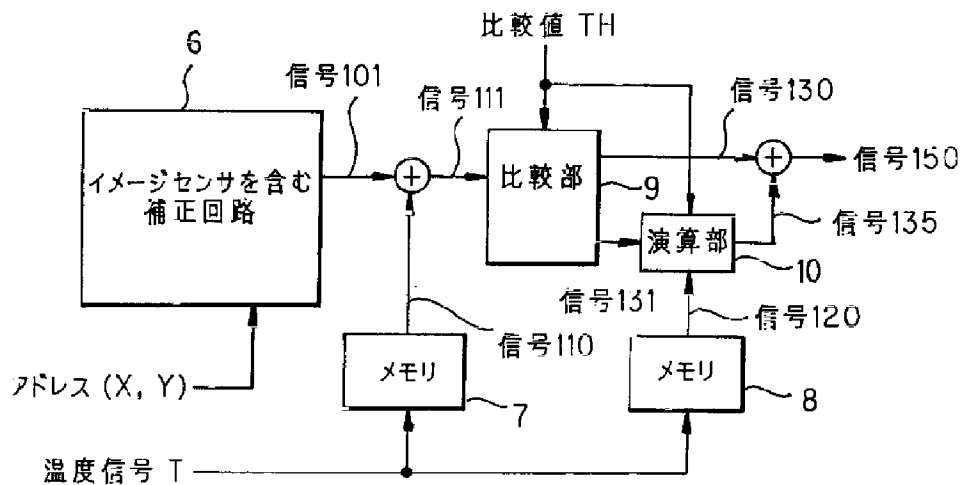 比較値 TH
6
信号101
信号111
信号130
イメージセンサを含む
補正回路
比較部
9
信号150
演算部
信号135
10
信号131
信号110
信号120
メモリ
7
メモリ
8
アドレス (X, Y)
温度信号 T